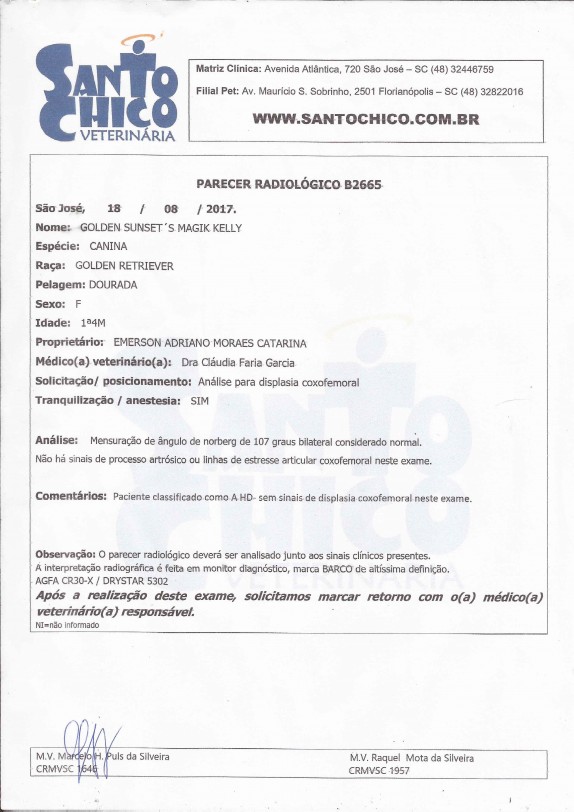 SANTO
CHICO
VETERINÁRIA
Matriz Clínica: Avenida Atlântica, 720 São José – SC (48) 32446759
Filial Pet: Av. Maurício S. Sobrinho, 2501 Florianópolis – SC (48) 32822016
WWW.SANTOCHICO.COM.BR
PARECER RADIOLÓGICO B2665
São José, 18 / 08 / 2017.
Nome: GOLDEN SUNSET´S MAGIK KELLY
Espécie: CANINA
Raça: GOLDEN RETRIEVER
Pelagem: DOURADA
Sexo: F
Idade: 1ª4M
Proprietário: EMERSON ADRIANO MORAES CATARINA
Médico(a) veterinário(a): Dra Cláudia Faria Garcia
Solicitação/ posicionamento: Análise para displasia coxofemoral
Tranquilização / anestesia: SIM
Análise: Mensuração de ângulo de norberg de 107 graus bilateral considerado normal.
Não há sinais de processo artrósico ou linhas de estresse articular coxofemoral neste exame.
Comentários: Paciente classificado como A HD- sem sinais de displasia coxofemoral neste exame.
Observação: O parecer radiológico deverá ser analisado junto aos sinais clínicos presentes.
A interpretação radiográfica é feita em monitor diagnóstico, marca BARCO de altíssima definição.
AGFA CR30-X / DRYSTAR 5302
Após a realização deste exame, solicitamos marcar retorno com o(a) médico(a)
veterinário(a) responsável.
NI=não informado
SANTO
CHICO
VETERINÁRIA
M.V. Marcelo H. Puls da Silveira
CRMVSC 1646
M.V. Raquel Mota da Silveira
CRMVSC 1957